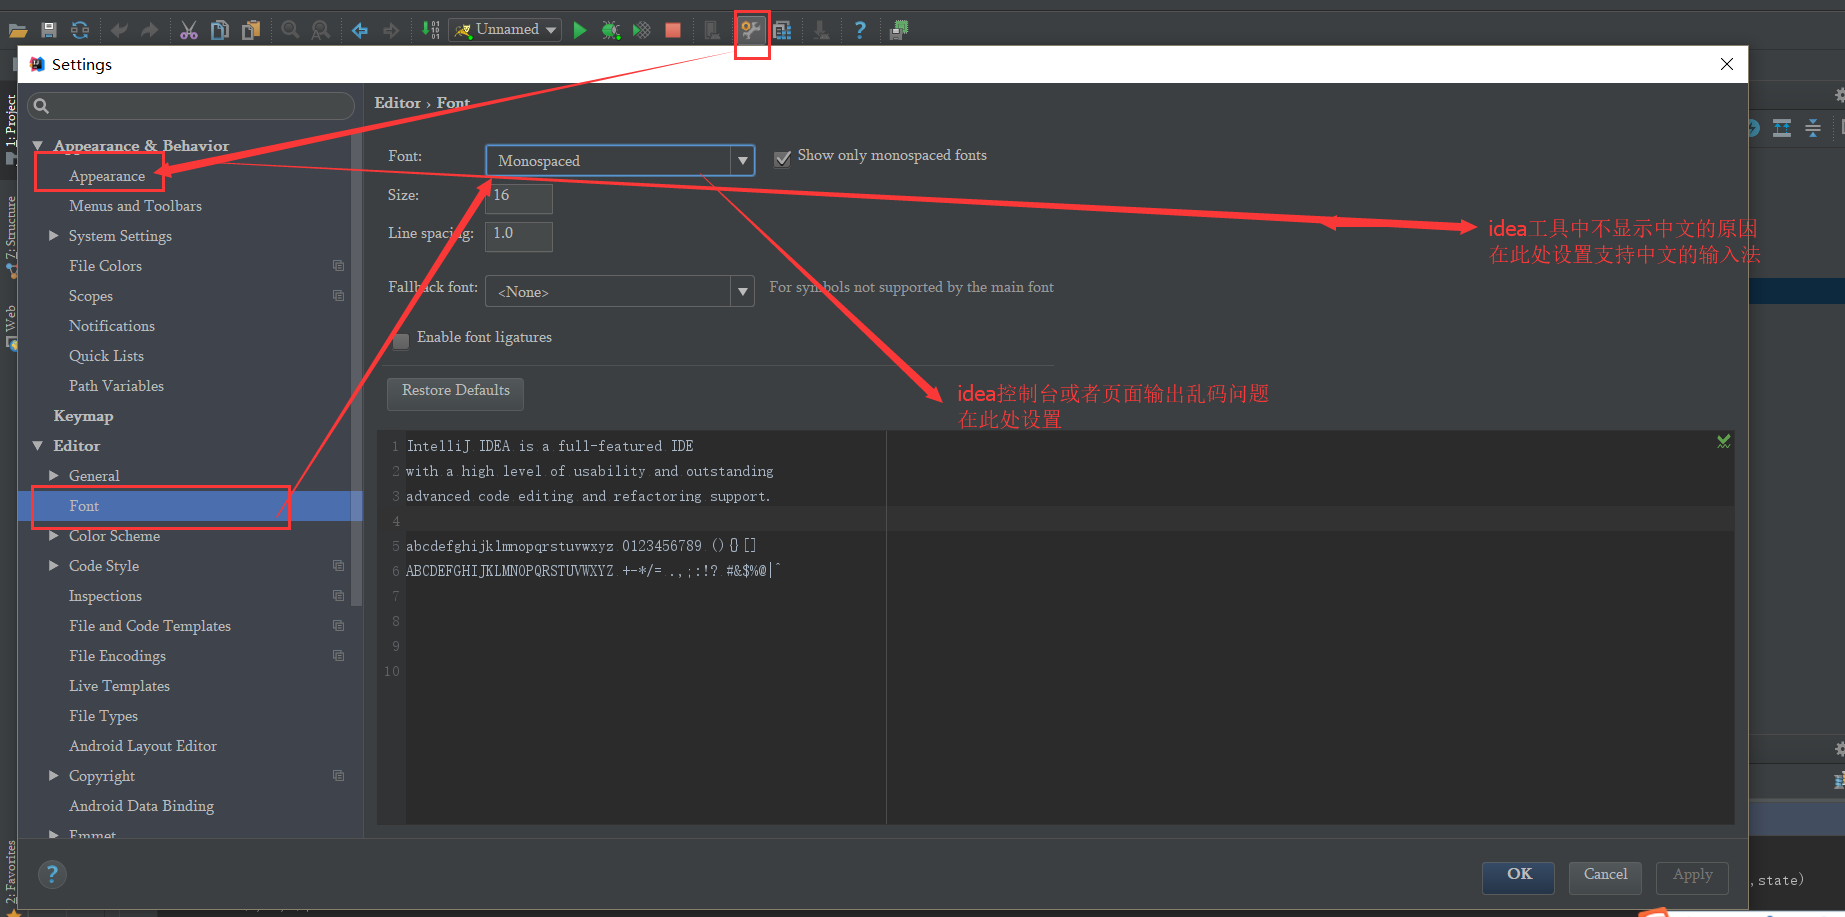 Unnamed
?
Settings
1: Project
7: Structure
Web
2: Favorites
Appearance & Behavior
Appearance
Menus and Toolbars
System Settings
File Colors
Scopes
Notifications
Quick Lists
Path Variables
Keymap
Editor
General
Font
Color Scheme
Code Style
Inspections
File and Code Templates
File Encodings
Live Templates
File Types
Android Layout Editor
Copyright
Android Data Binding
Emmet
Editor › Font
Font:
Monospaced
Show only monospaced fonts
Size:
16
Line spacing:
1.0
idea工具中不显示中文的原因
在此处设置支持中文的输入法
Fallback font:
<None>
For symbols not supported by the main font
Enable font ligatures
Restore Defaults
idea控制台或者页面输出乱码问题
在此处设置
1 IntelliJ IDEA is a full-featured IDE
2 with a high level of usability and outstanding
3 advanced code editing and refactoring support.
4
5 abcdefghijklmnopqrstuvwxyz 0123456789 (){}[]
6 ABCDEFGHIJKLMNOPQRSTUVWXYZ +-*/= .,;:!? #&$%@|^
7
8
9
10
?
OK
Cancel
Apply
,state)